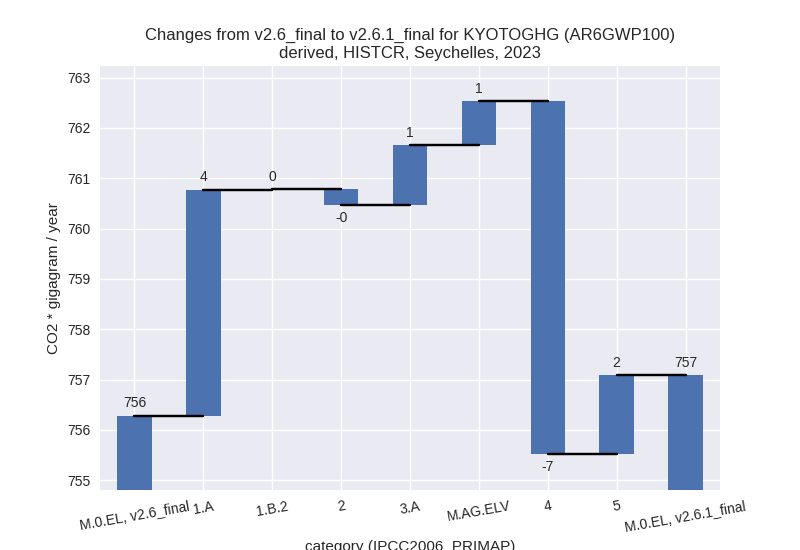 Changes from v2.6_final to v2.6.1_final for KYOTOGHG (AR6GWP100)
derived, HISTCR, Seychelles, 2023
CO2 * gigagram / year
763
762
761
760
759
758
757
756
755
756
4
0
-0
1
1
-7
2
757
M.0.EL, v2.6_final
1.A
1.B.2
2
3.A
M.AG.ELV
4
5
M.0.EL, v2.6.1_final
category (IPCC2006_PRIMAP)